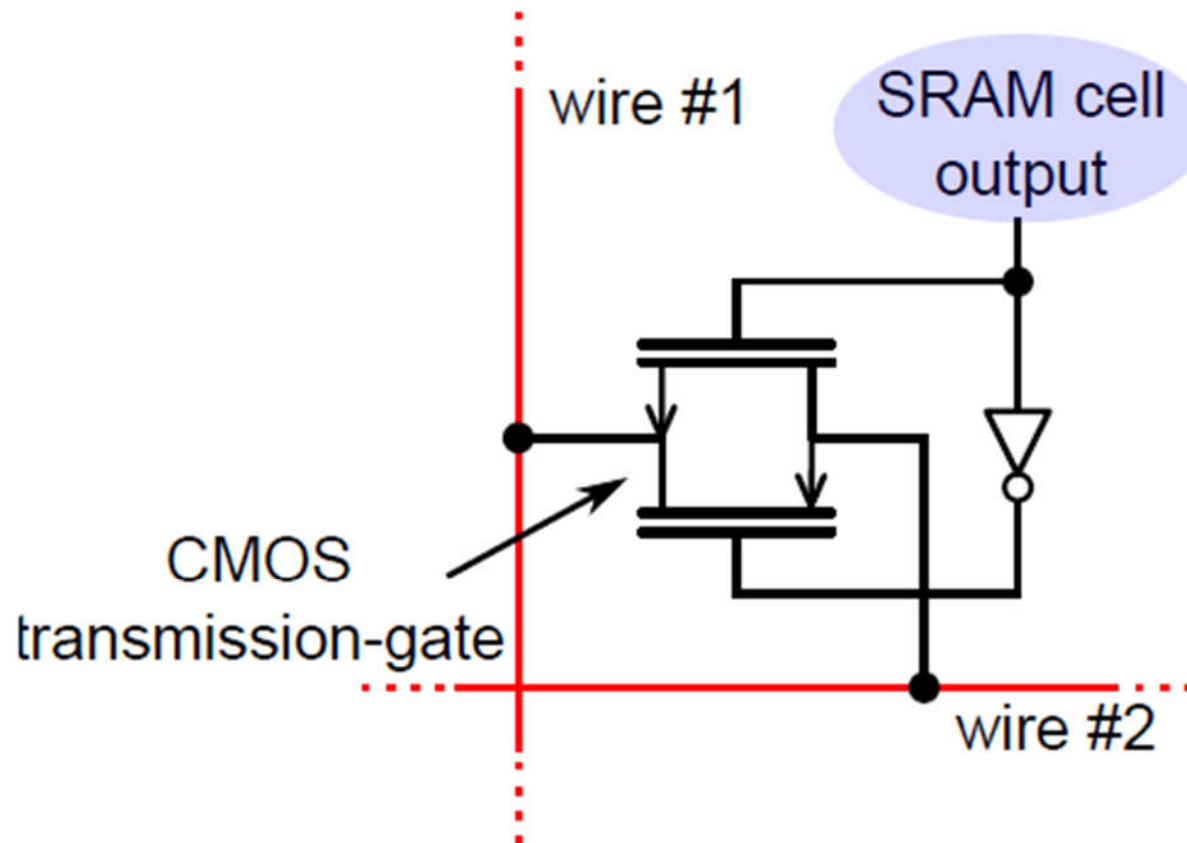 wire #1
SRAM cell
output
CMOS
transmission-gate
wire #2